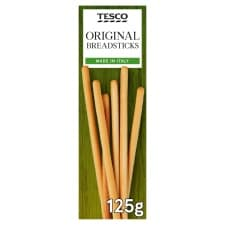 TESCO
ORIGINAL
BREADSTICKS
MADE IN ITALY
125g